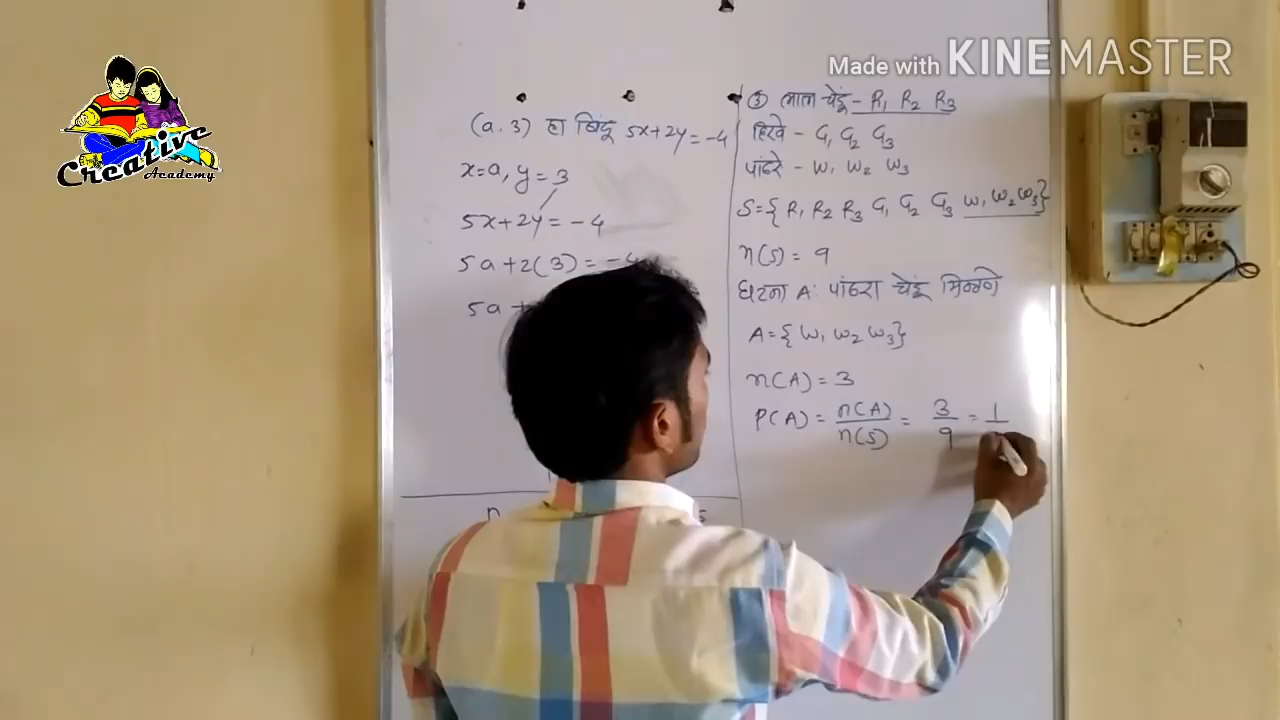 Made with KINEMASTER
Creative
Academy
(a, 3) हा बिंदू 5x+2y=-4
x=a, y=3
5x+2y=-4
5a+2(3)=-4
5a+
③ लाल चेंडू - R₁ R₂ R₃
हिरवे - G₁ G₂ G₃
पांढरे - W₁ W₂ W₃
S={ R₁ R₂ R₃ G₁ G₂ G₃ W₁ W₂ W₃}
n(S) = 9
घटना A: पांढरा चेंडू मिळणे
A={ W₁ W₂ W₃}
n(A) = 3
P(A) = n(A)/n(S) = 3/9 = 1